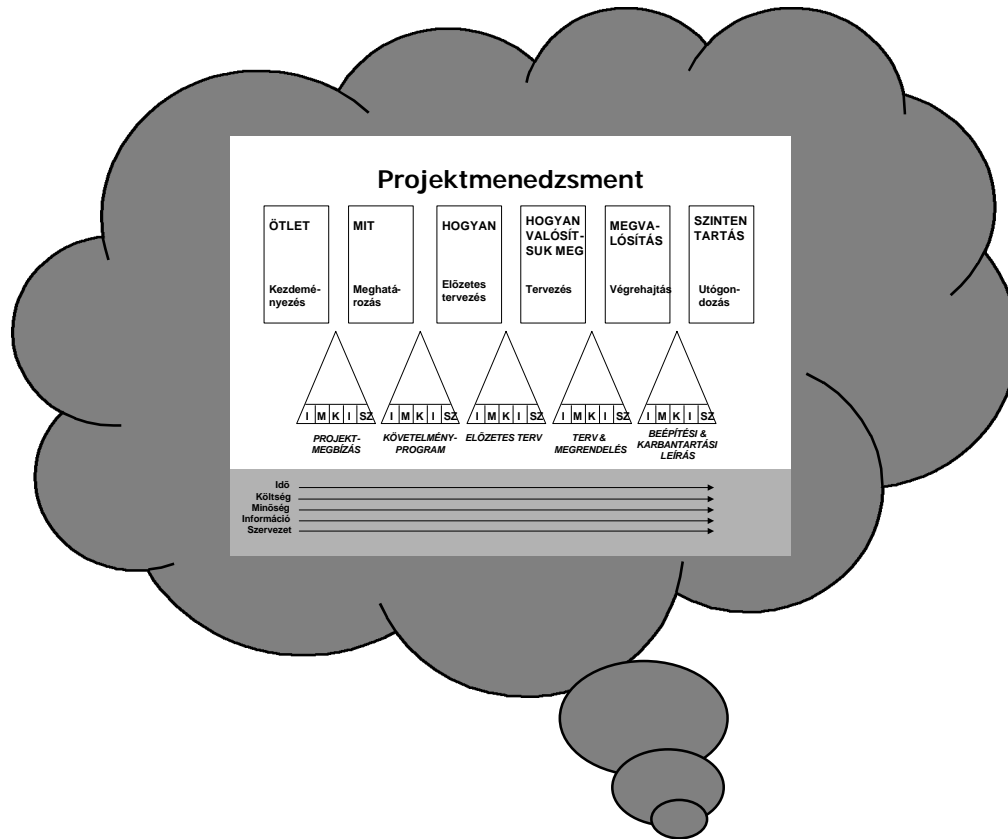 Projektmenedzsment
ÖTLET
Kezdemé-
nyezés
MIT
Meghatá-
rozás
HOGYAN
Előzetes
tervezés
HOGYAN
VALÓSÍT-
SUK MEG
Tervezés
MEGVA-
LÓSÍTÁS
Végrehajtás
SZINTEN
TARTÁS
Utógon-
dozás
I M K I SZ
PROJEKT-
MEGBÍZÁS
I M K I SZ
KÖVETELMÉNY-
PROGRAM
I M K I SZ
ELŐZETES TERV
I M K I SZ
TERV &
MEGRENDELÉS
I M K I SZ
BEÉPÍTÉSI &
KARBANTARTÁSI
LEÍRÁS
Idő
Költség
Minőség
Információ
Szervezet